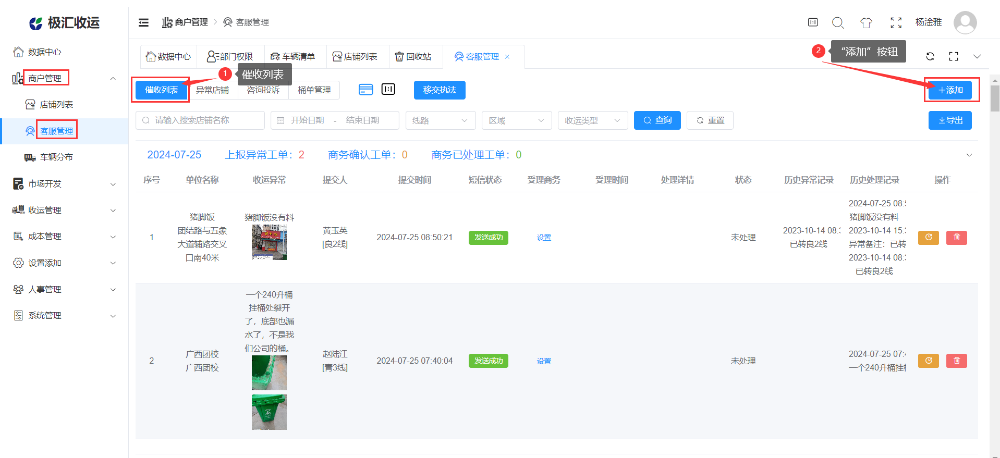 极汇收运
商户管理
客服管理
杨淦雅
数据中心
商户管理
店铺列表
客服管理
车辆分布
市场开发
收运管理
成本管理
设置添加
人事管理
系统管理
数据中心
部门权限
车辆清单
店铺列表
回收站
客服管理 ×
2
“添加”按钮
1
催收列表
催收列表
异常店铺
咨询投诉
桶单管理
移交执法
+添加
请输入搜索店铺名称
开始日期 - 结束日期
线路
区域
收运类型
查询
重置
导出
2024-07-25 上报异常工单：2 商务确认工单：0 商务已处理工单：0
序号 单位名称 收运异常 提交人 提交时间 短信状态 受理商务 受理时间 处理详情 状态 历史异常记录 历史处理记录 操作
1
猪脚饭
团结路与五象
大道辅路交叉
口南40米
猪脚饭没有料
黄玉英
[良2线]
2024-07-25 08:50:21
发送成功
设置
未处理
2023-10-14 08:
已转良2线
2024-07-25 08:
猪脚饭没有料
2023-10-14 15:
异常备注：已转
2023-10-14 08:
已转良2线
2
广西团校
广西团校
一个240升桶
挂桶处裂开
了，底部也漏
水了，不是我
们公司的桶。
赵陆江
[青3线]
2024-07-25 07:40:04
发送成功
设置
未处理
2024-07-25 07:
一个240升桶挂